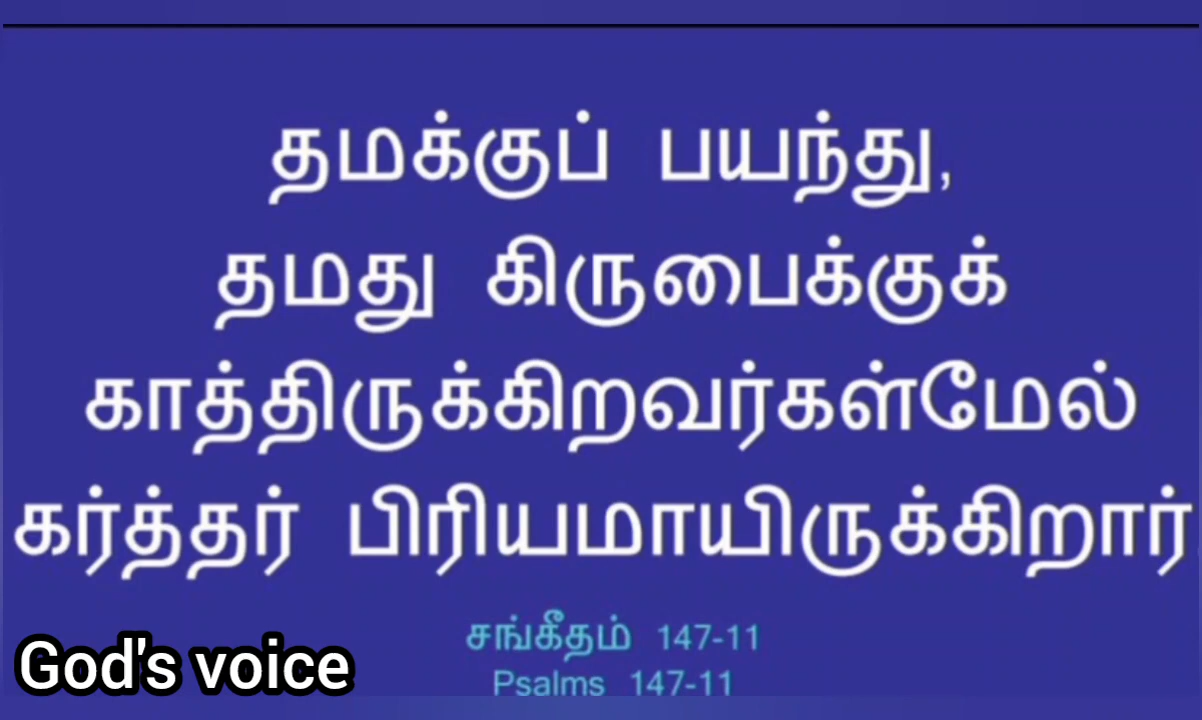 தமக்குப் பயந்து,
தமது கிருபைக்குக்
காத்திருக்கிறவர்கள்மேல்
கர்த்தர் பிரியமாயிருக்கிறார்
சங்கீதம் 147-11
God's voice
Psalms 147-11